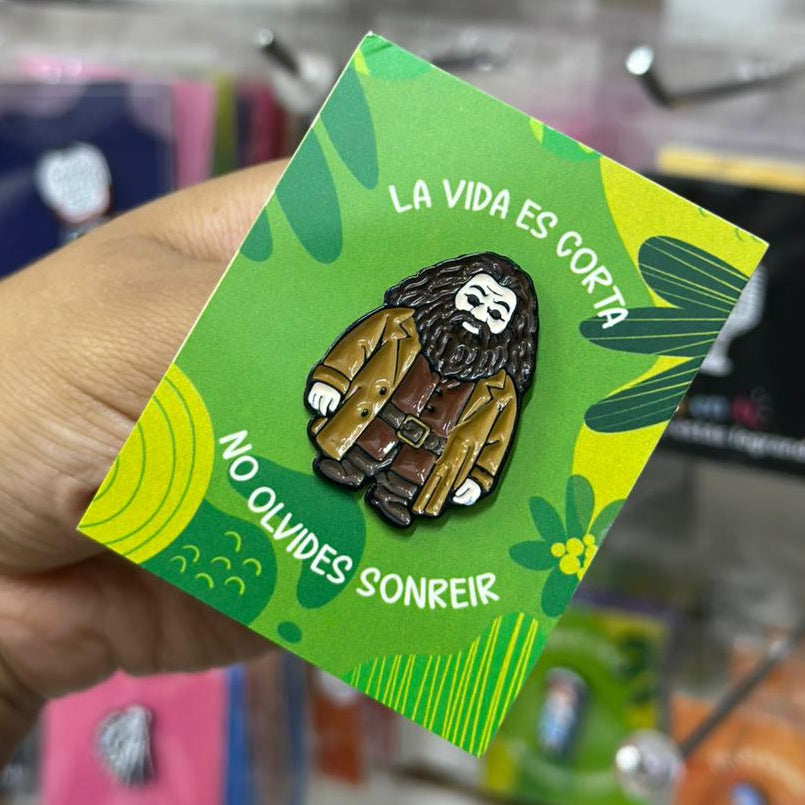 LA VIDA ES CORTA
NO OLVIDES SONREIR